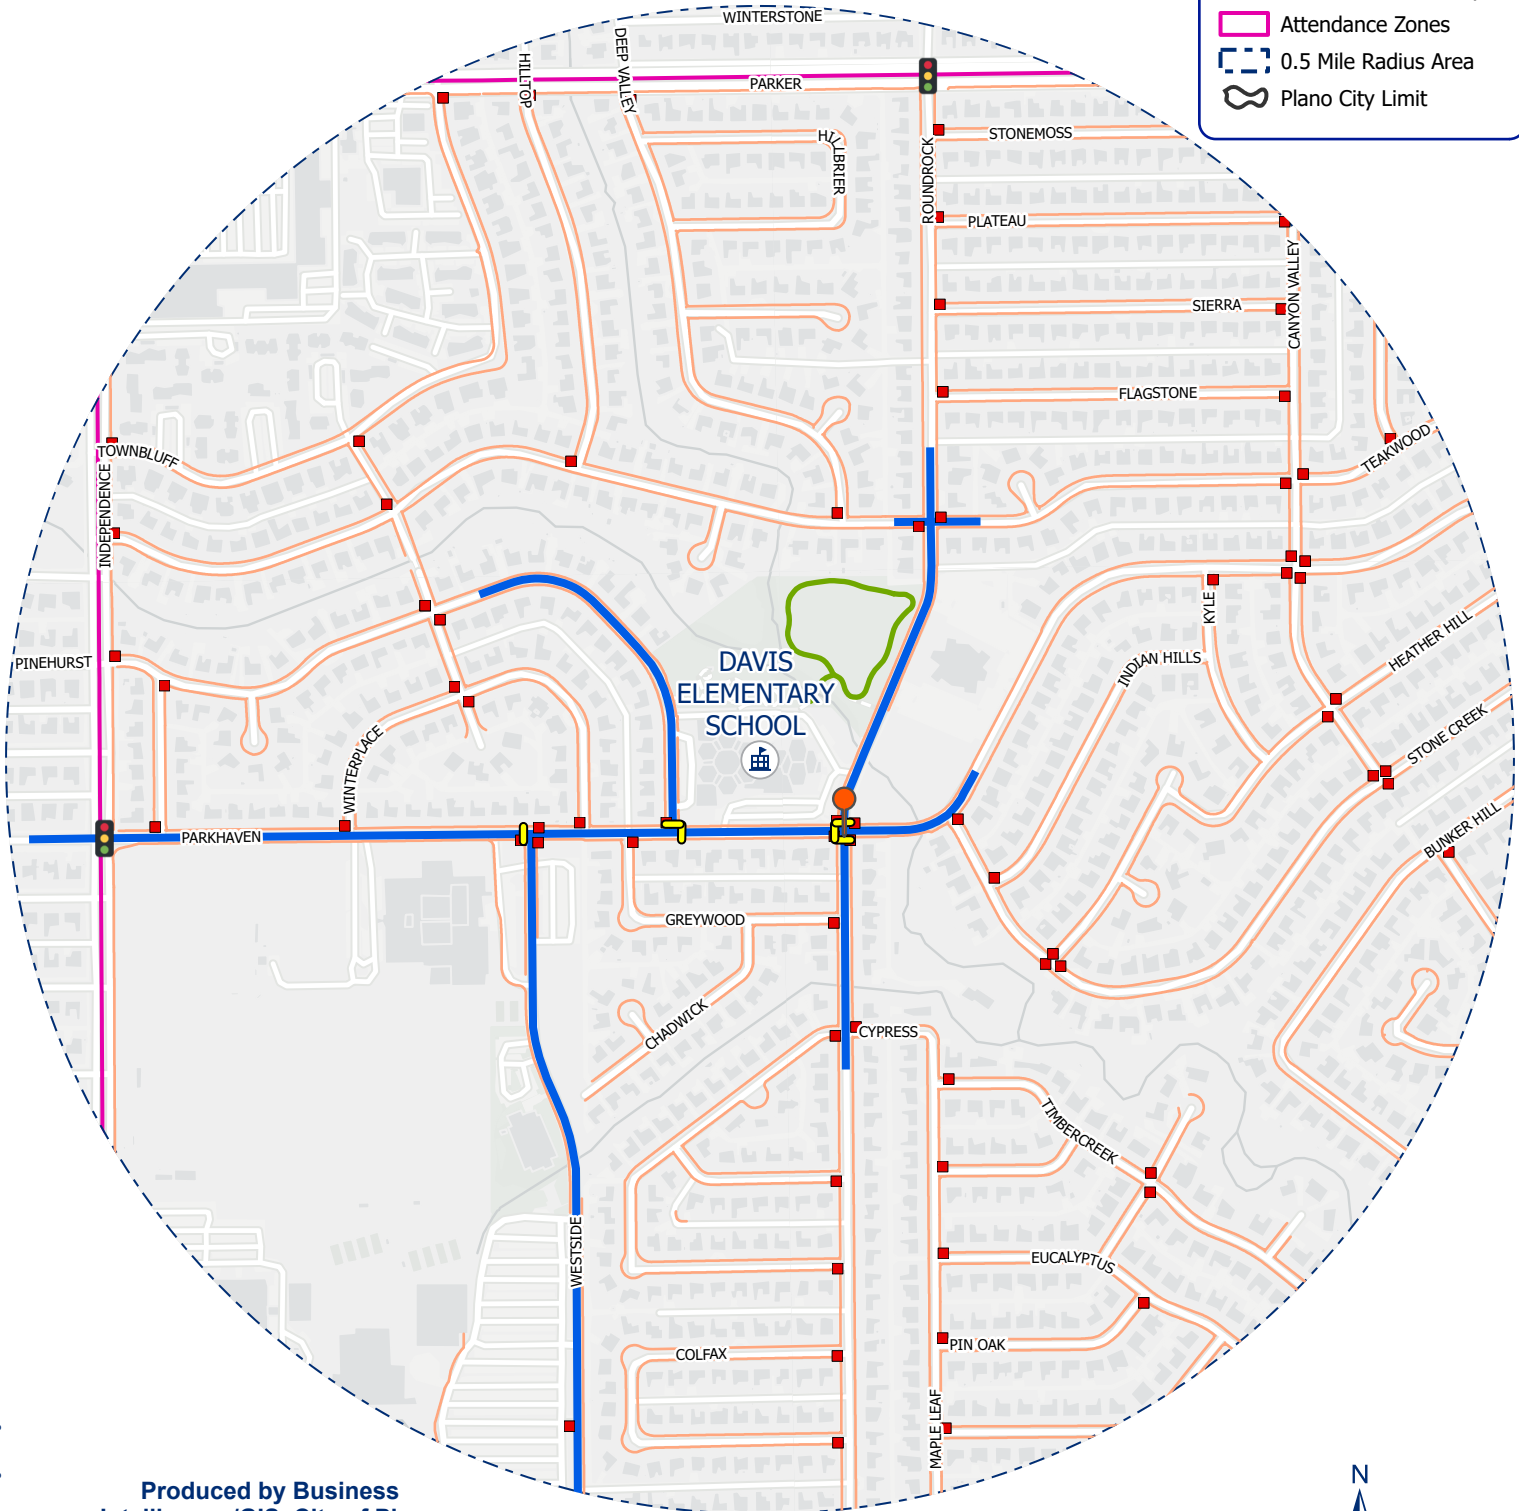 WINTERSTONE
Attendance Zones
0.5 Mile Radius Area
Plano City Limit
HILLTOP
DEEP VALLEY
PARKER
HILLBRIER
ROUNDROCK
STONEMOSS
PLATEAU
CANYON VALLEY
SIERRA
FLAGSTONE
TEAKWOOD
TOWNBLUFF
INDEPENDENCE
KYLE
HEATHER HILL
INDIAN HILLS
PINEHURST
DAVIS
ELEMENTARY
SCHOOL
STONE CREEK
WINTERPLACE
BUNKER HILL
PARKHAVEN
GREYWOOD
CHADWICK
CYPRESS
TIMBERCREEK
WESTSIDE
EUCALYPTUS
PIN OAK
COLFAX
MAPLE LEAF
N
Produced by Business